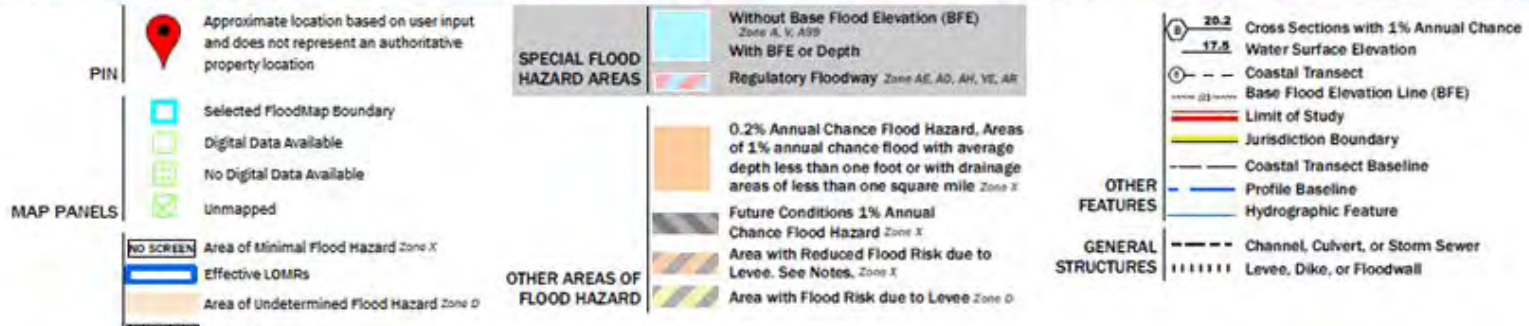 PIN
Approximate location based on user input
and does not represent an authoritative
property location
MAP PANELS
Selected FloodMap Boundary
Digital Data Available
No Digital Data Available
Unmapped
NO SCREEN Area of Minimal Flood Hazard Zone X
Effective LOMRs
Area of Undetermined Flood Hazard Zone D
SPECIAL FLOOD
HAZARD AREAS
Without Base Flood Elevation (BFE)
Zone A, V, A99
With BFE or Depth
Regulatory Floodway Zone AE, AO, AH, VE, AR
OTHER AREAS OF
FLOOD HAZARD
0.2% Annual Chance Flood Hazard, Areas
of 1% annual chance flood with average
depth less than one foot or with drainage
areas of less than one square mile Zone X
Future Conditions 1% Annual
Chance Flood Hazard Zone X
Area with Reduced Flood Risk due to
Levee. See Notes. Zone X
Area with Flood Risk due to Levee Zone D
OTHER
FEATURES
20.2 Cross Sections with 1% Annual Chance
17.5 Water Surface Elevation
Coastal Transect
Base Flood Elevation Line (BFE)
Limit of Study
Jurisdiction Boundary
Coastal Transect Baseline
Profile Baseline
Hydrographic Feature
GENERAL
STRUCTURES
Channel, Culvert, or Storm Sewer
Levee, Dike, or Floodwall